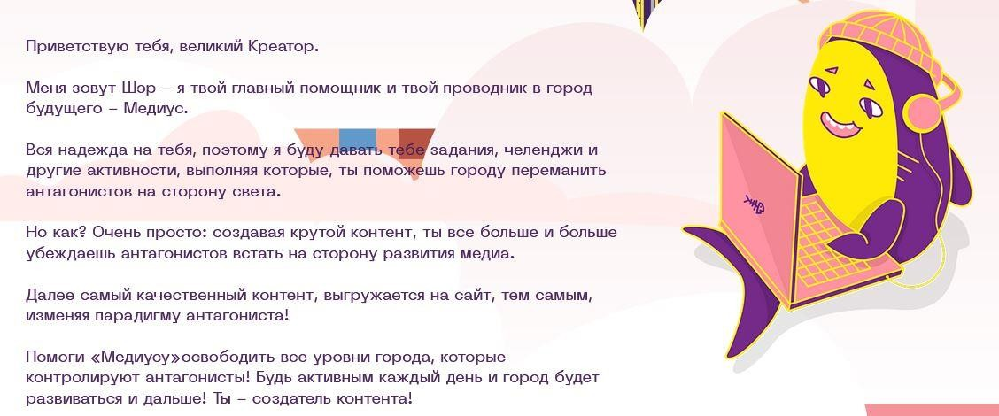 Приветствую тебя, великий Креатор.
Меня зовут Шэр – я твой главный помощник и твой проводник в город
будущего – Медиус.
Вся надежда на тебя, поэтому я буду давать тебе задания, челенджи и
другие активности, выполняя которые, ты поможешь городу переманить
антагонистов на сторону света.
Но как? Очень просто: создавая крутой контент, ты все больше и больше
убеждаешь антагонистов встать на сторону развития медиа.
Далее самый качественный контент, выгружается на сайт, тем самым,
изменяя парадигму антагониста!
Помоги «Медиусу»освободить все уровни города, которые
контролируют антагонисты! Будь активным каждый день и город будет
развиваться и дальше! Ты – создатель контента!